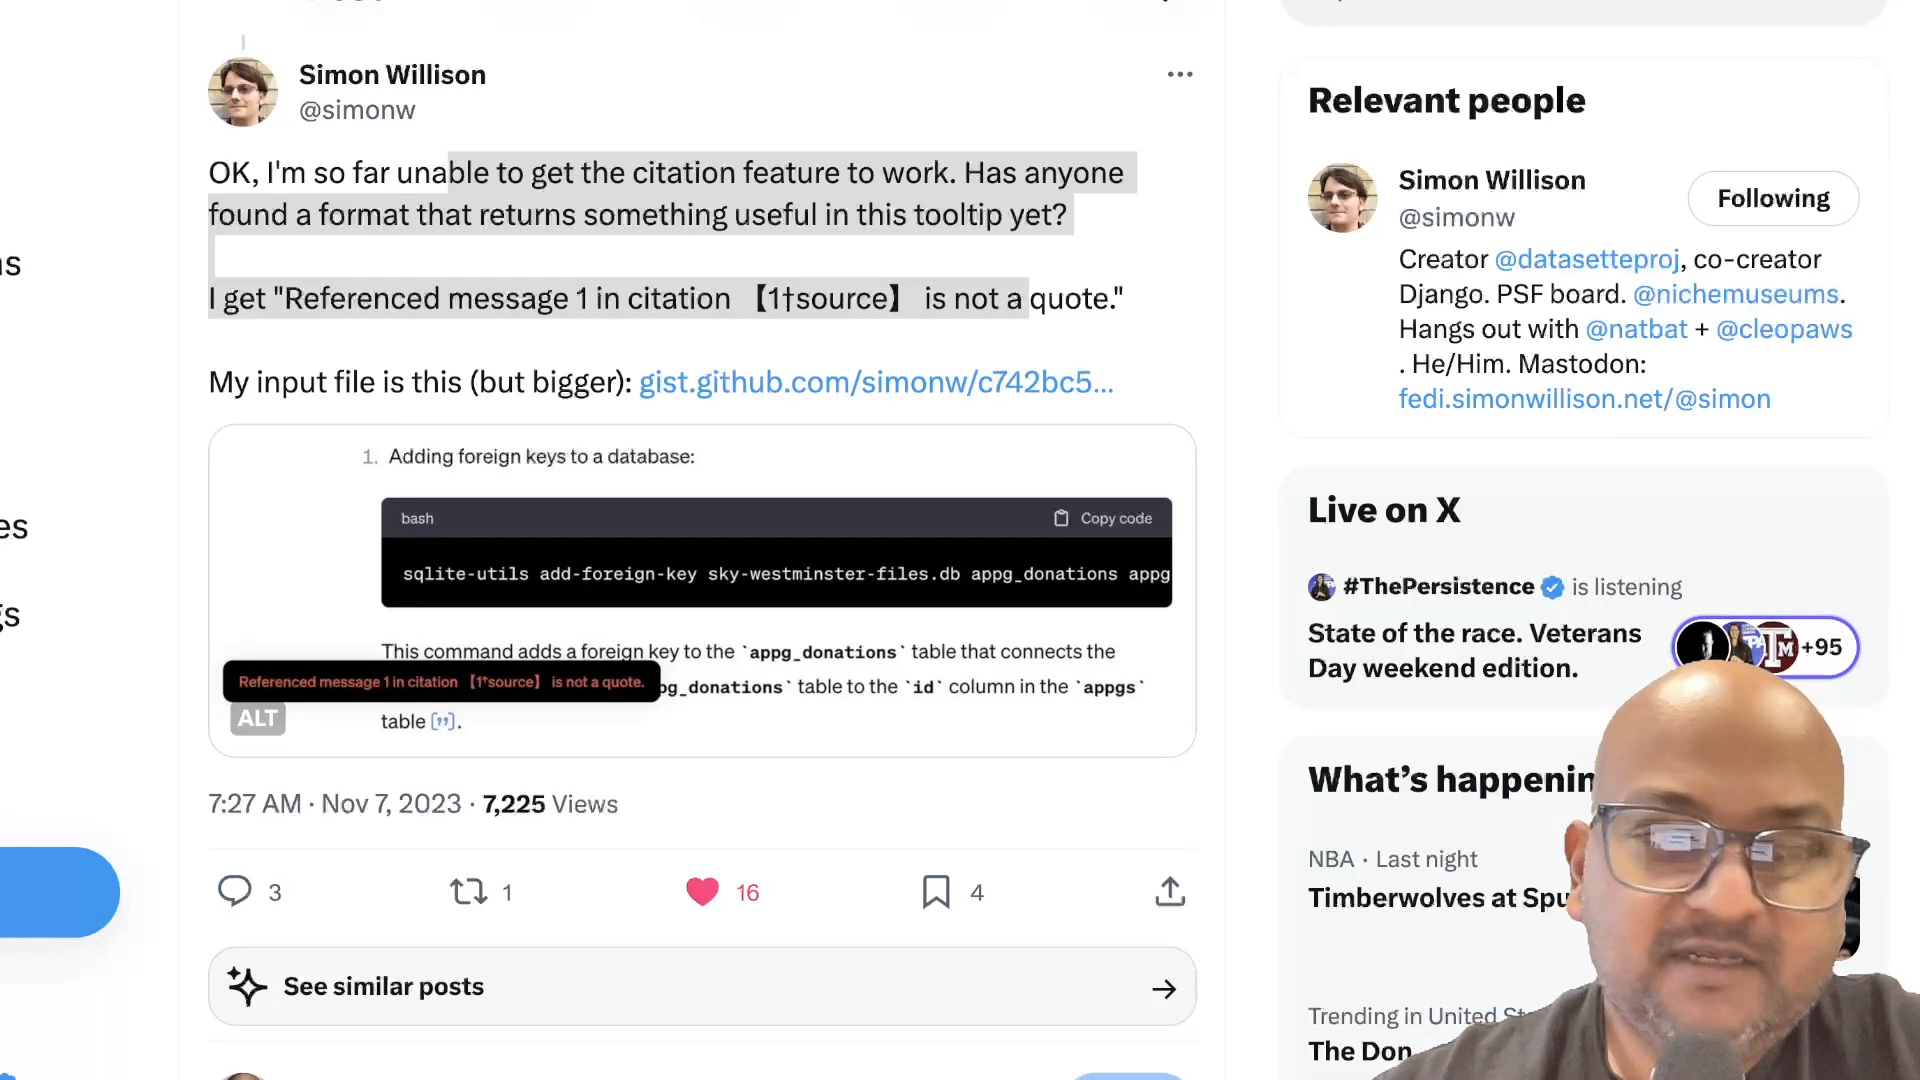 Simon Willison
@simonw
OK, I'm so far unable to get the citation feature to work. Has anyone
found a format that returns something useful in this tooltip yet?
I get "Referenced message 1 in citation 【1†source】 is not a quote."
My input file is this (but bigger): gist.github.com/simonw/c742bc5...
1. Adding foreign keys to a database:
bash
Copy code
sqlite-utils add-foreign-key sky-westminster-files.db appg_donations appg
This command adds a foreign key to the `appg_donations` table that connects the
Referenced message 1 in citation 【1†source】 is not a quote.
pg_donations` table to the `id` column in the `appgs`
ALT
table [”].
7:27 AM · Nov 7, 2023 · 7,225 Views
3
1
16
4
See similar posts
Relevant people
Simon Willison
@simonw
Following
Creator @datasetteproj, co-creator
Django. PSF board. @nichemuseums.
Hangs out with @natbat + @cleopaws
. He/Him. Mastodon:
fedi.simonwillison.net/@simon
Live on X
#ThePersistence is listening
State of the race. Veterans
Day weekend edition.
+95
What's happenin
NBA · Last night
Timberwolves at Spu
Trending in United St
The Don